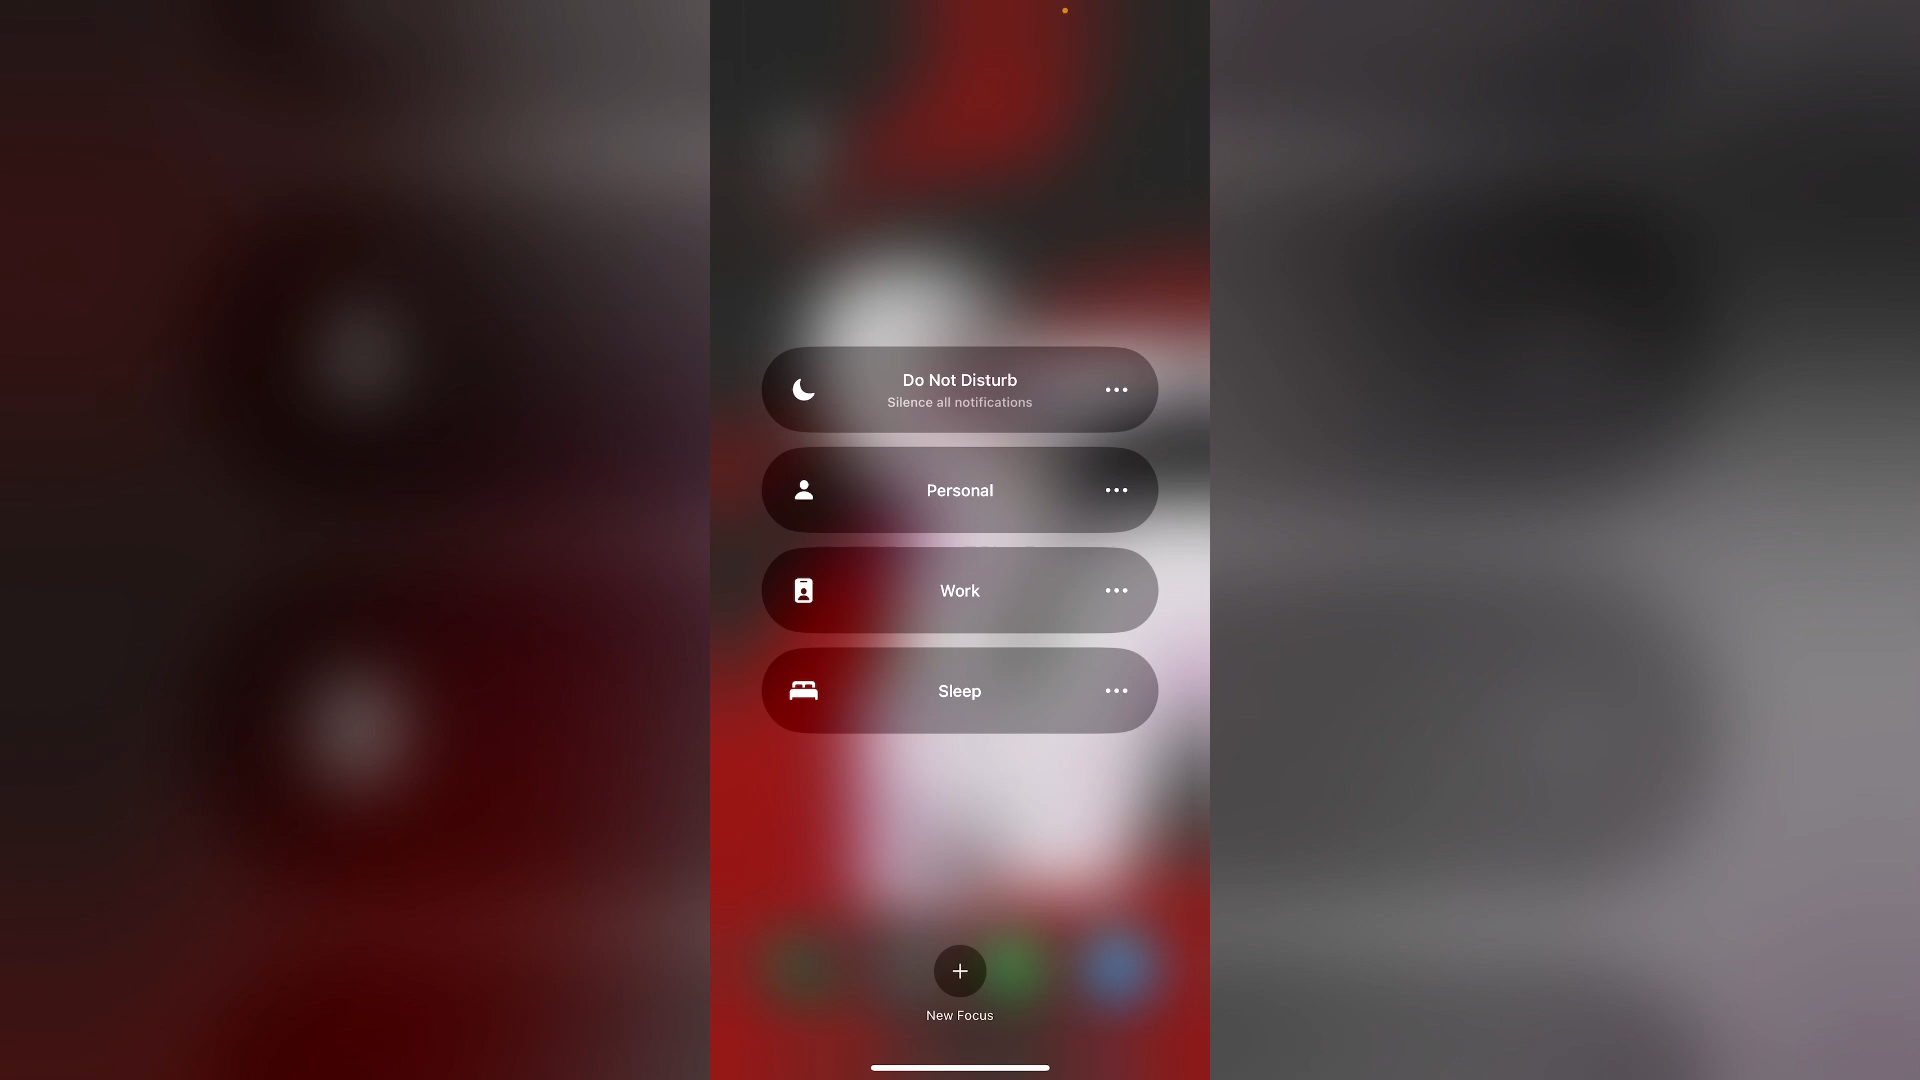 Do Not Disturb
Silence all notifications
Personal
Work
Sleep
New Focus